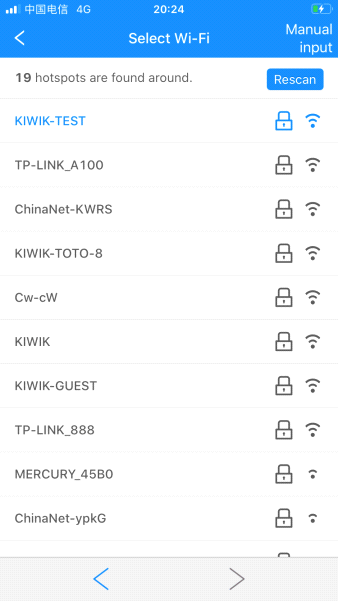 中国电信 4G 20:24
Select Wi-Fi
Manual
input
19 hotspots are found around.
Rescan
KIWIK-TEST
TP-LINK_A100
ChinaNet-KWRS
KIWIK-TOTO-8
Cw-cW
KIWIK
KIWIK-GUEST
TP-LINK_888
MERCURY_45B0
ChinaNet-ypkG